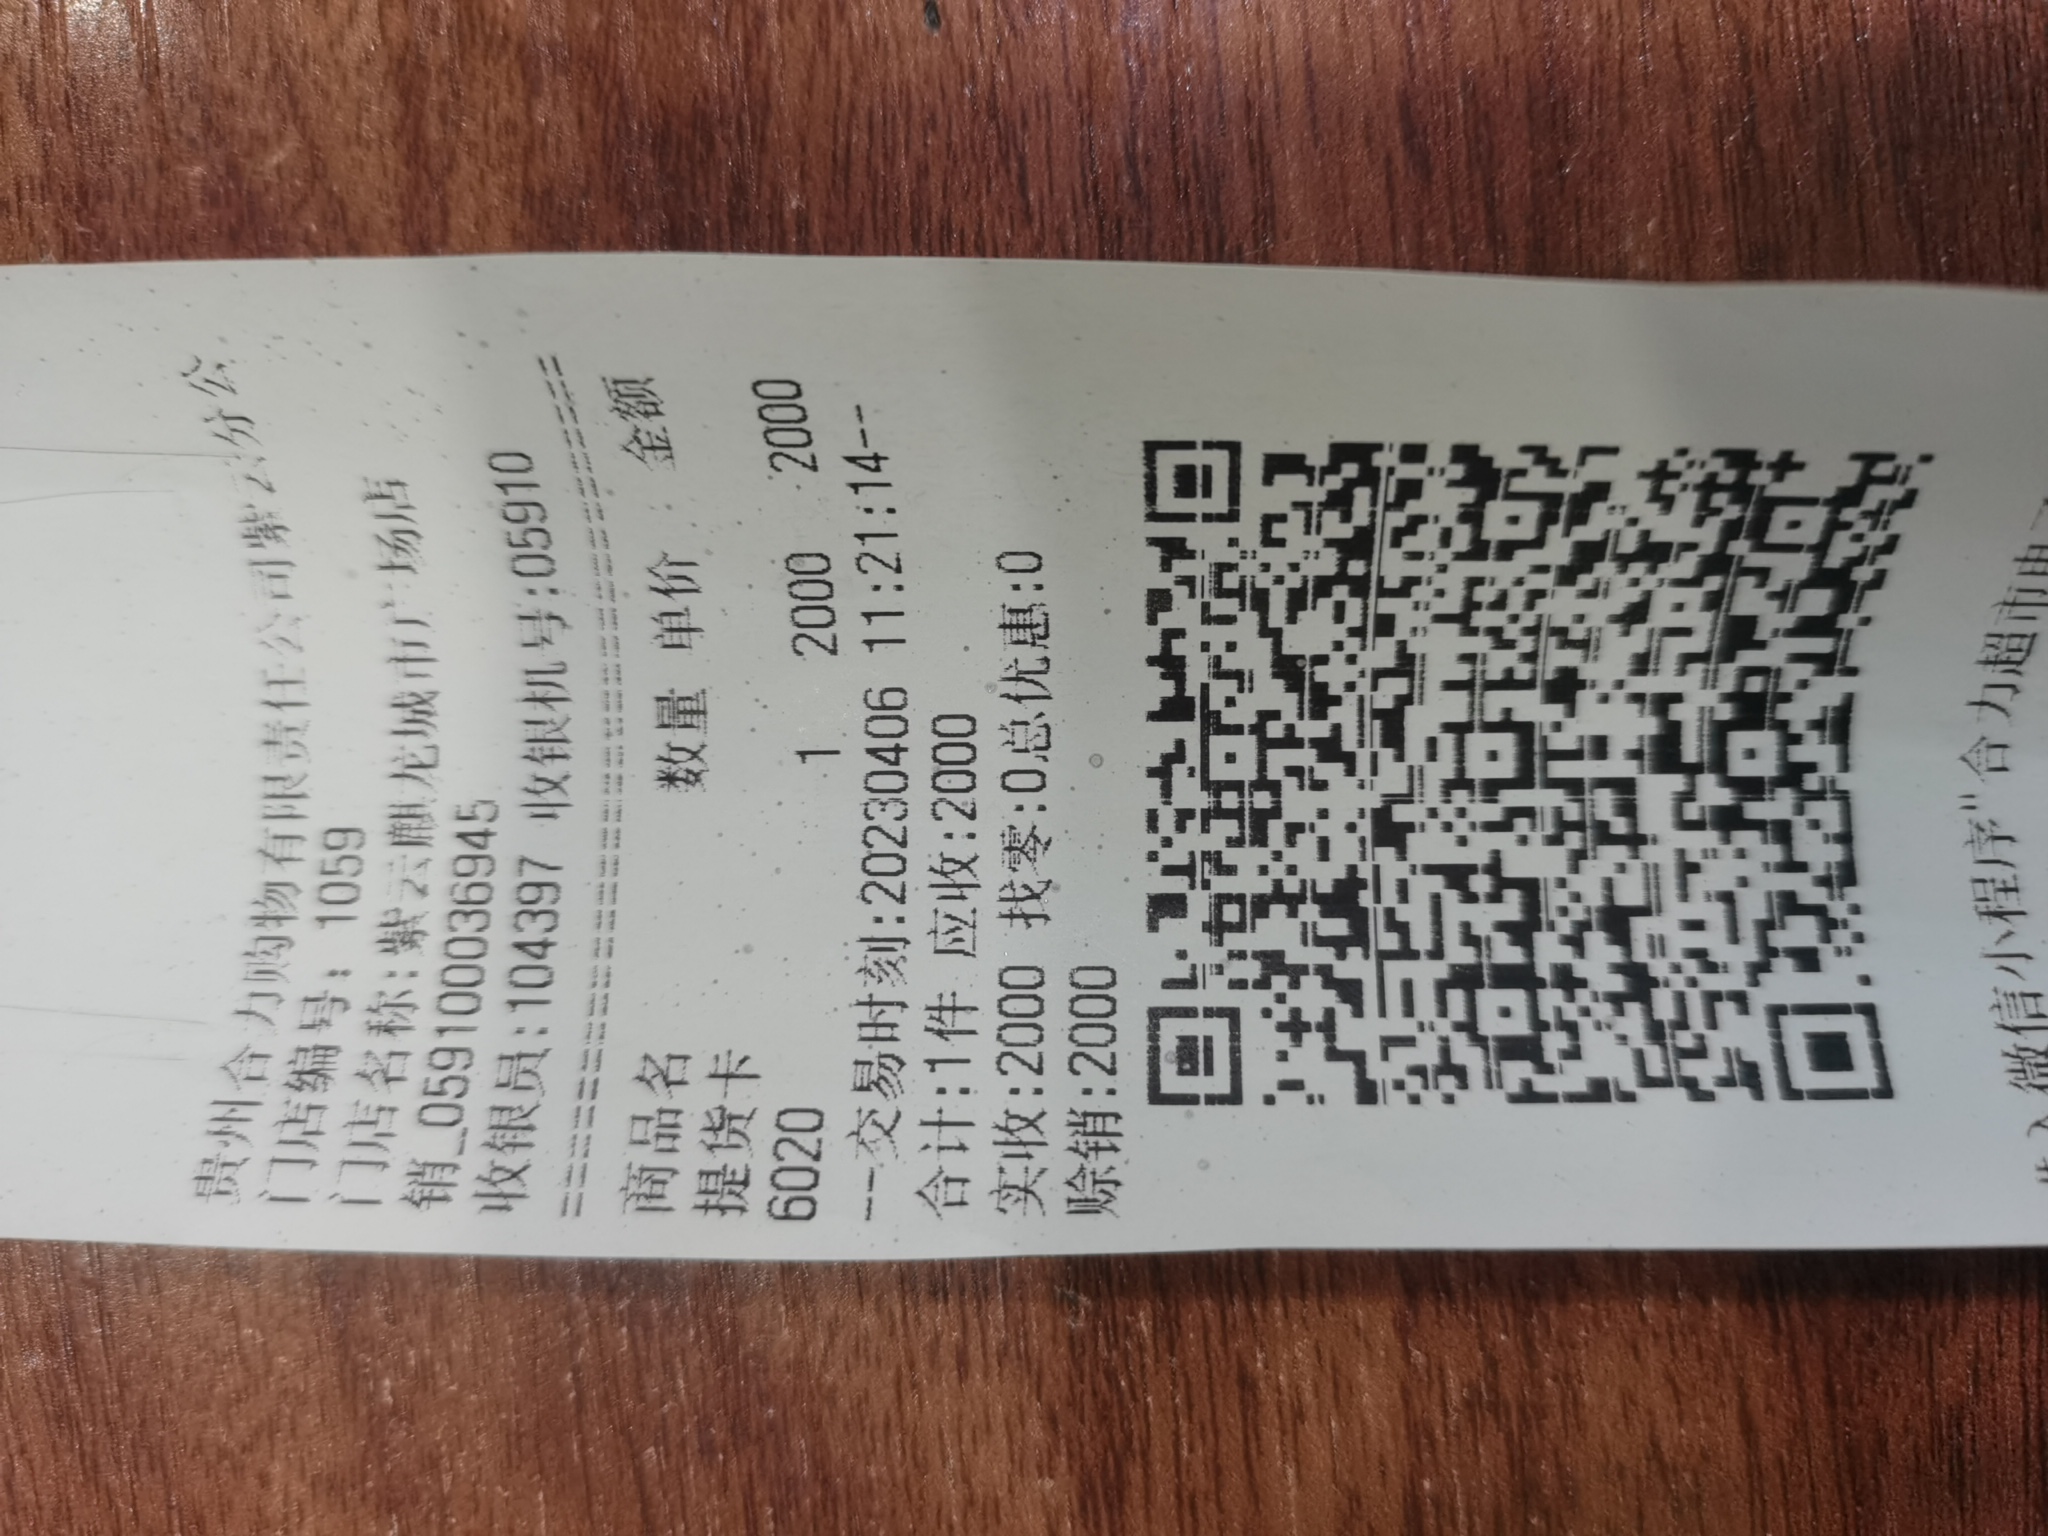 贵州合力购物有限责任公司紫云分公
门店编号: 1059
门店名称:紫云麒龙城市广场店
销_0591000036945
收银员:104397 收银机号:05910
商品名 数量 单价 金额
提货卡
6020 1 2000 2000
--交易时刻:20230406 11:21:14--
合计:1件 应收:2000
实收:2000 找零:0总优惠:0
赊销:2000
微信小程序"合力超市电